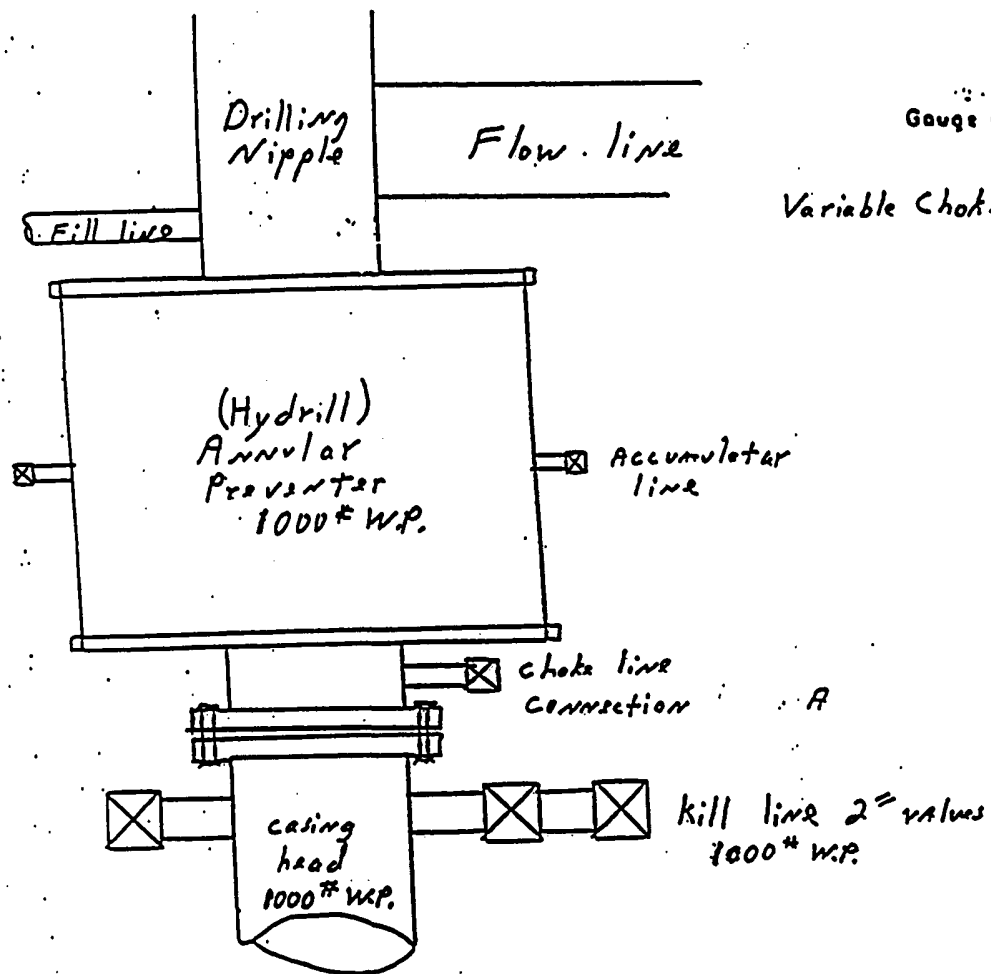 Drilling
Nipple
Flow line
Gauge
Variable Chok
Fill line
(Hydrill)
Annular
Preventer
1000# W.P.
Accumuletar
line
choke line
connection
A
casing
head
1000# W.P.
kill line 2" values
1000# W.P.